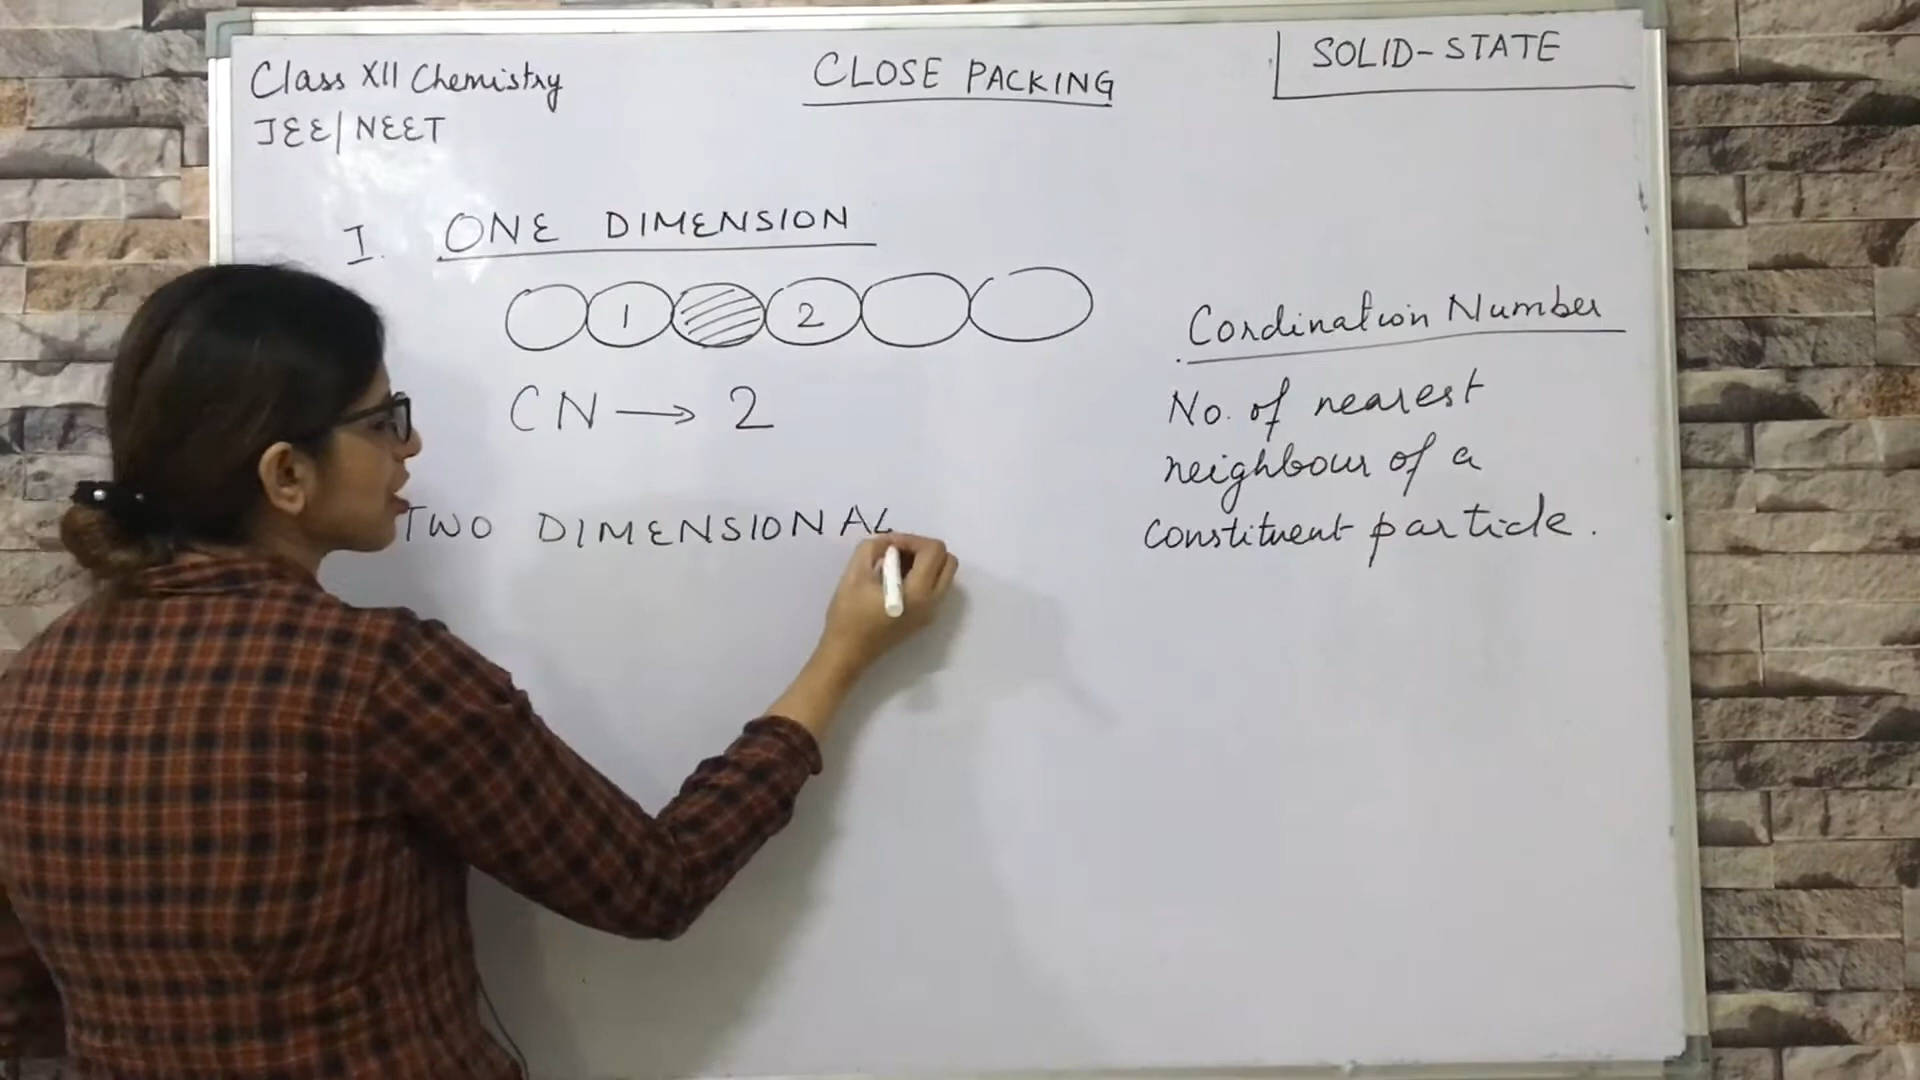 Class XII Chemistry
JEE/NEET
CLOSE PACKING
SOLID-STATE
I. ONE DIMENSION
1 2
CN → 2
TWO DIMENSIONAL
Cordination Number
No. of nearest
neighbour of a
constituent particle.